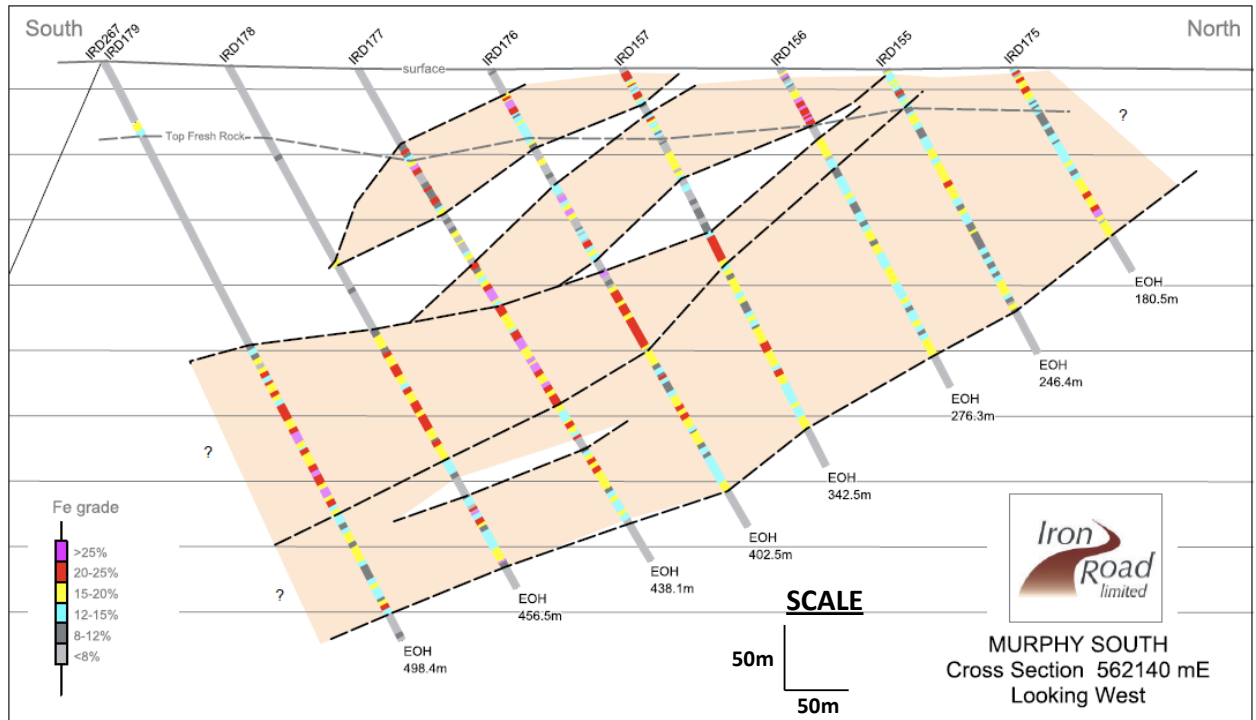 South
North
IRD267
IRD179
IRD178
IRD177
IRD176
IRD157
IRD156
IRD155
IRD175
surface
Top Fresh Rock
?
?
?
EOH
180.5m
EOH
246.4m
EOH
276.3m
EOH
342.5m
EOH
402.5m
EOH
438.1m
EOH
456.5m
EOH
498.4m
Fe grade
>25%
20-25%
15-20%
12-15%
8-12%
<8%
SCALE
50m
50m
Iron
Road
limited
MURPHY SOUTH
Cross Section 562140 mE
Looking West